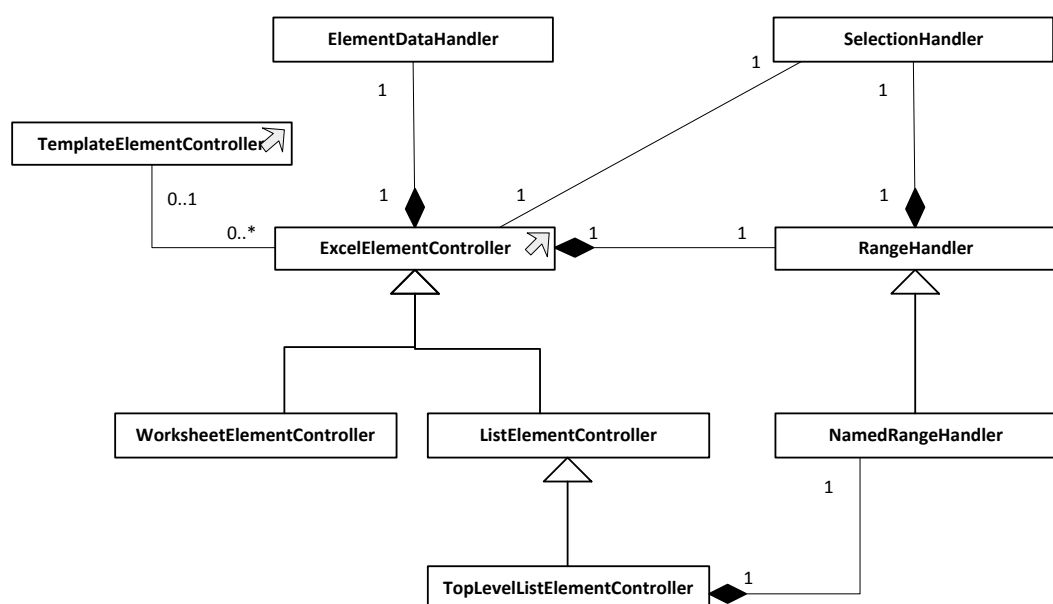 ElementDataHandler
SelectionHandler
1
1
1
TemplateElementController
0..1
1
1
1
0..*
ExcelElementController
1
1
RangeHandler
WorksheetElementController
ListElementController
NamedRangeHandler
1
TopLevelListElementController
1